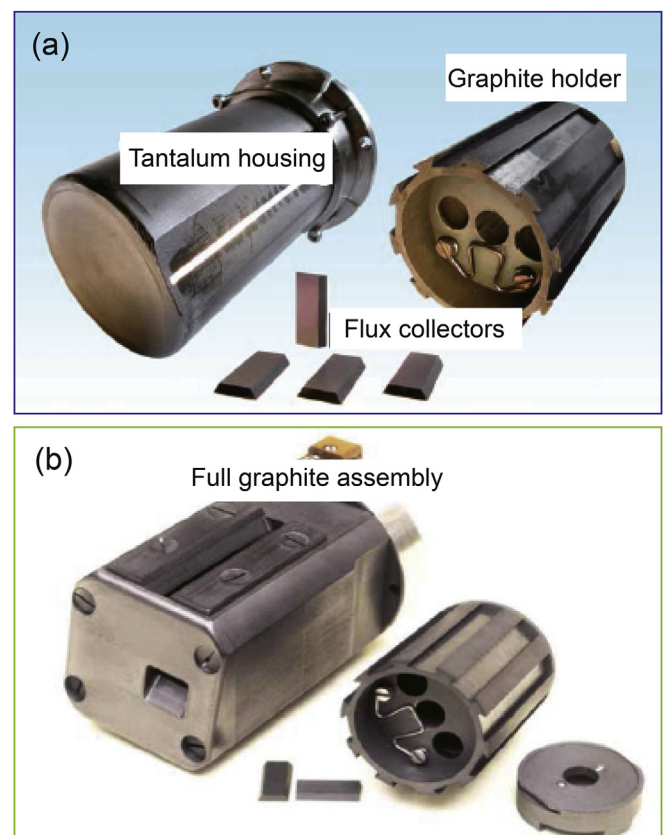 (a)
Graphite holder
Tantalum housing
Flux collectors
(b)
Full graphite assembly